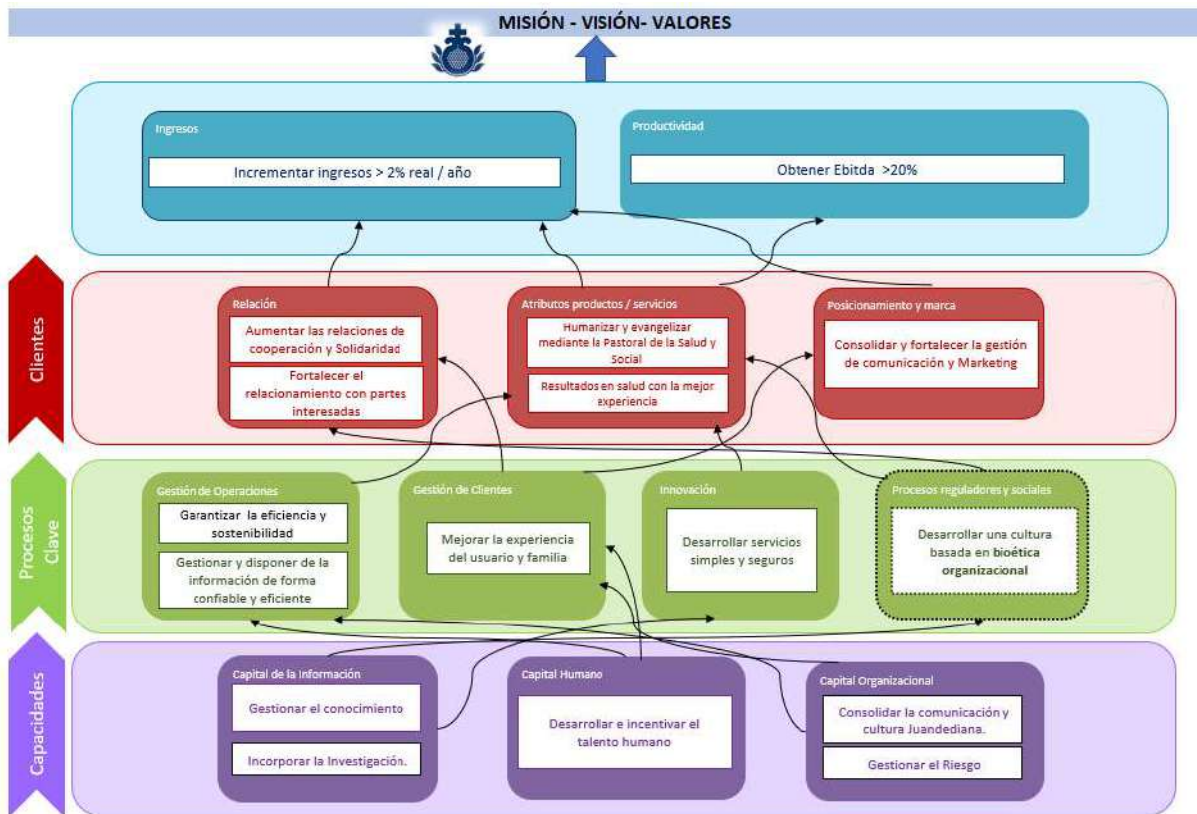 MISIÓN - VISIÓN- VALORES
Ingresos
Incrementar ingresos > 2% real / año
Productividad
Obtener Ebitda >20%
Clientes
Relación
Aumentar las relaciones de
cooperación y Solidaridad
Fortalecer el
relacionamiento con partes
interesadas
Atributos productos / servicios
Humanizar y evangelizar
mediante la Pastoral de la Salud y
Social
Resultados en salud con la mejor
experiencia
Posicionamiento y marca
Consolidar y fortalecer la gestión
de comunicación y Marketing
Procesos
Clave
Gestión de Operaciones
Garantizar la eficiencia y
sostenibilidad
Gestionar y disponer de la
información de forma
confiable y eficiente
Gestión de Clientes
Mejorar la experiencia
del usuario y familia
Innovación
Desarrollar servicios
simples y seguros
Procesos reguladores y sociales
Desarrollar una cultura
basada en bioética
organizacional
Capacidades
Capital de la Información
Gestionar el conocimiento
Incorporar la Investigación.
Capital Humano
Desarrollar e incentivar el
talento humano
Capital Organizacional
Consolidar la comunicación y
cultura Juandediana.
Gestionar el Riesgo